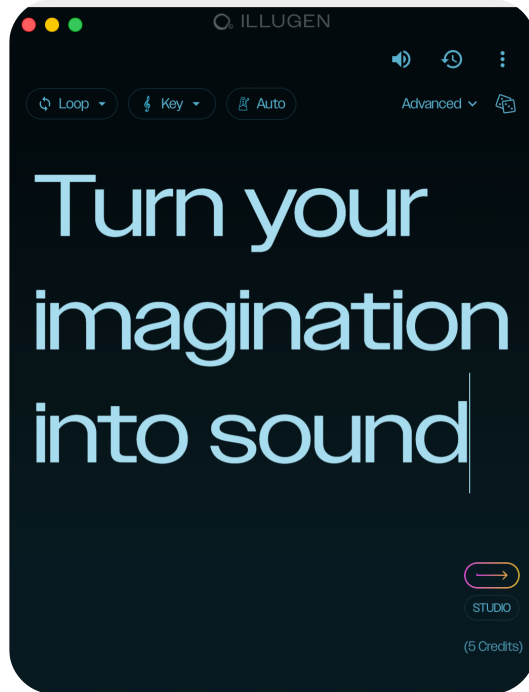 ILLUGEN
Loop Key Auto Advanced
Turn your
imagination
into sound
STUDIO
(5 Credits)